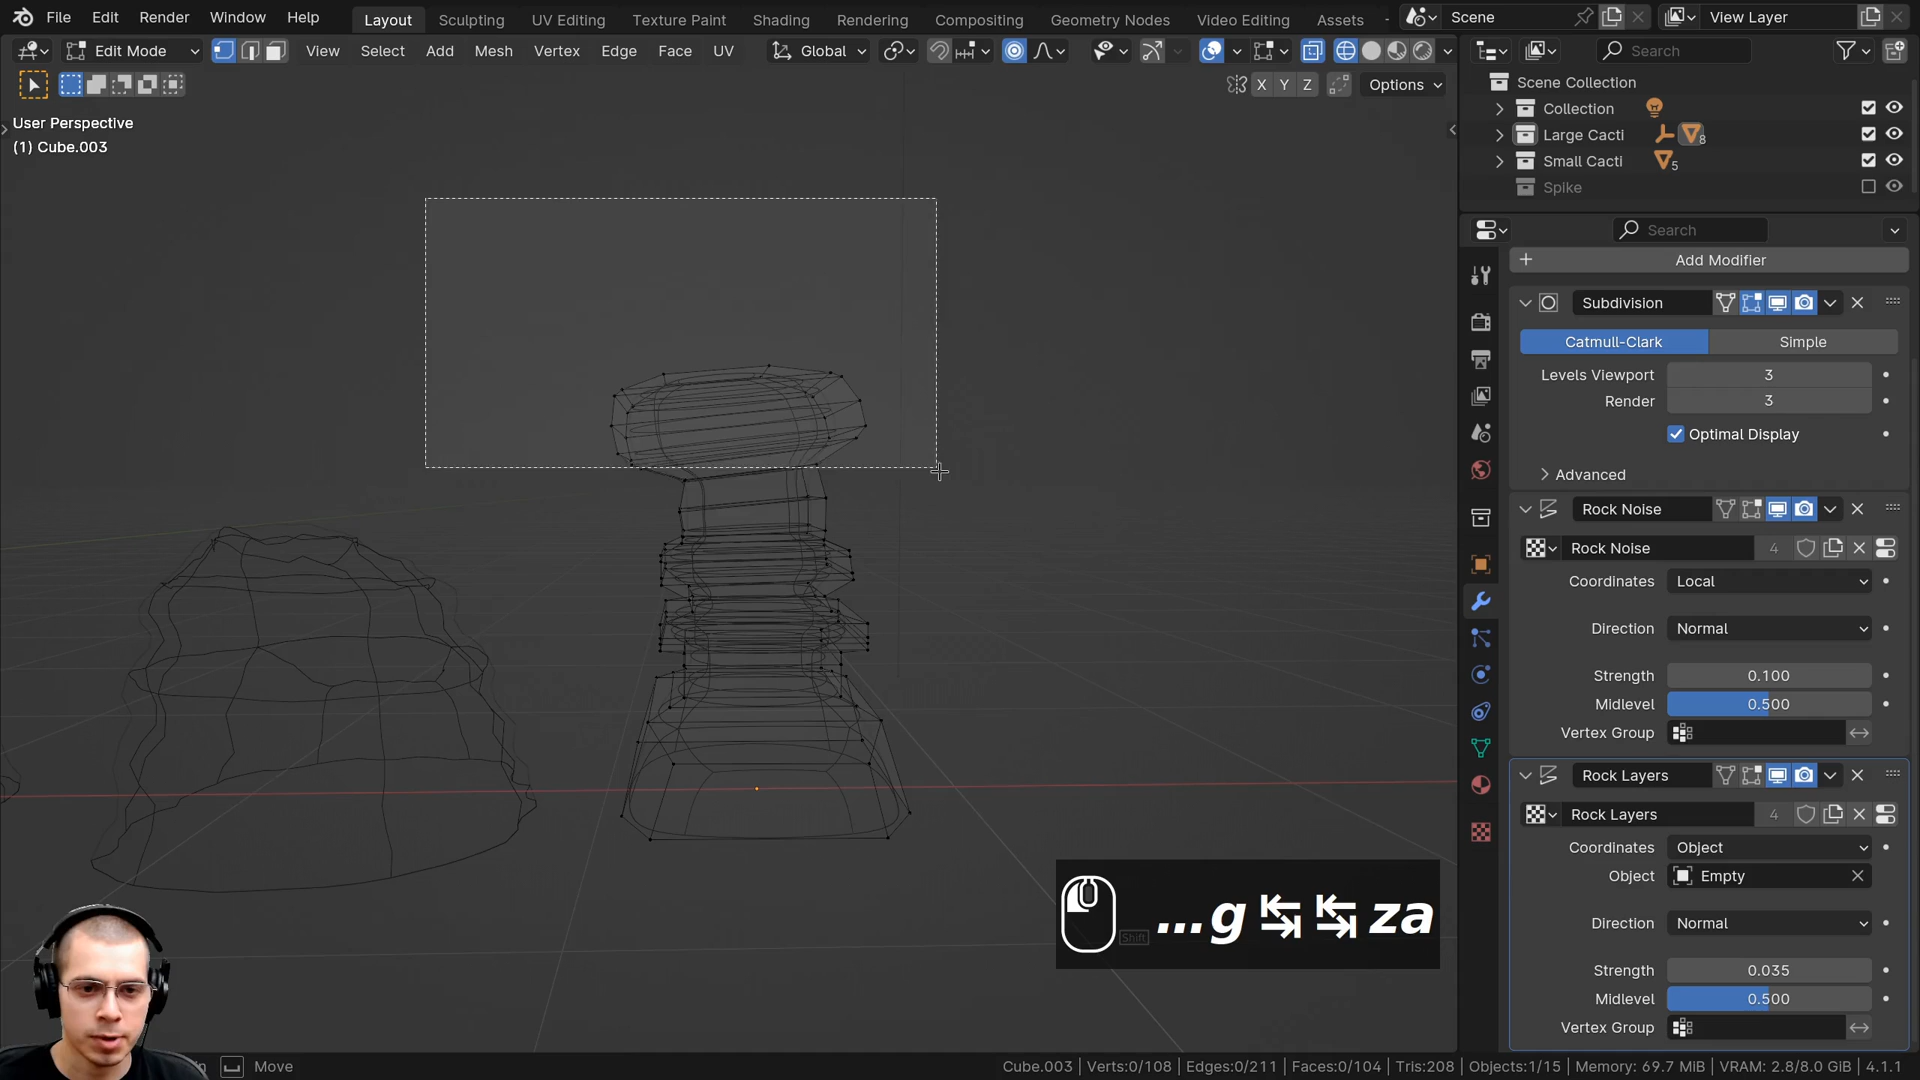 File Edit Render Window Help Layout Sculpting UV Editing Texture Paint Shading Rendering Compositing Geometry Nodes Video Editing Assets Scene View Layer
Edit Mode View Select Add Mesh Vertex Edge Face UV Global Search
X Y Z Options
User Perspective
(1) Cube.003
Scene Collection
Collection
Large Cacti 8
Small Cacti 5
Spike
Search
Add Modifier
Subdivision
Catmull-Clark Simple
Levels Viewport 3
Render 3
Optimal Display
Advanced
Rock Noise
Rock Noise 4
Coordinates Local
Direction Normal
Strength 0.100
Midlevel 0.500
Vertex Group
Rock Layers
Rock Layers 4
Coordinates Object
Object Empty
Direction Normal
Strength 0.035
Midlevel 0.500
Vertex Group
Shift ...g ↹ ↹ za
Move
Cube.003 | Verts:0/108 | Edges:0/211 | Faces:0/104 | Tris:208 | Objects:1/15 | Memory: 69.7 MiB | VRAM: 2.8/8.0 GiB | 4.1.1